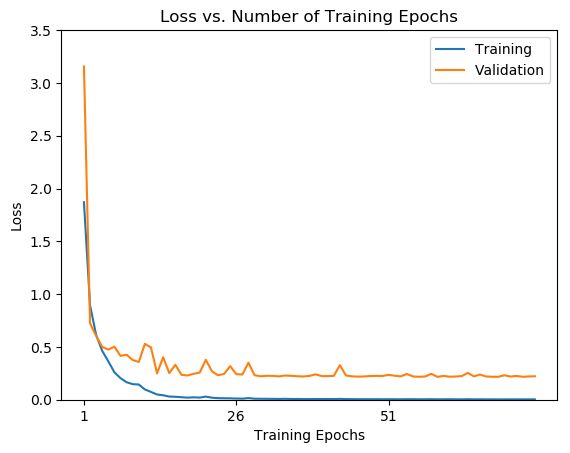 Loss vs. Number of Training Epochs
3.5
3.0
2.5
2.0
1.5
1.0
0.5
0.0
Loss
Training
Validation
1 26 51
Training Epochs